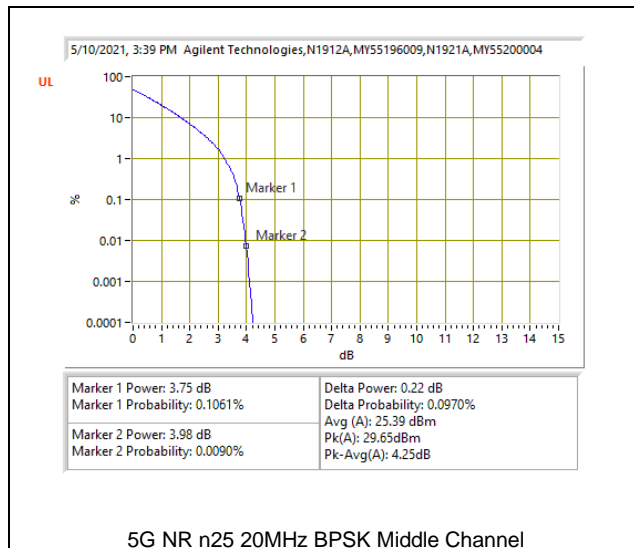 5/10/2021, 3:39 PM Agilent Technologies,N1912A,MY55196009,N1921A,MY55200004
UL
100
10
1
0.1
0.01
0.001
0.0001
%
Marker 1
Marker 2
0 1 2 3 4 5 6 7 8 9 10 11 12 13 14 15
dB
Marker 1 Power: 3.75 dB
Marker 1 Probability: 0.1061%
Marker 2 Power: 3.98 dB
Marker 2 Probability: 0.0090%
Delta Power: 0.22 dB
Delta Probability: 0.0970%
Avg (A): 25.39 dBm
Pk(A): 29.65dBm
Pk-Avg(A): 4.25dB
5G NR n25 20MHz BPSK Middle Channel